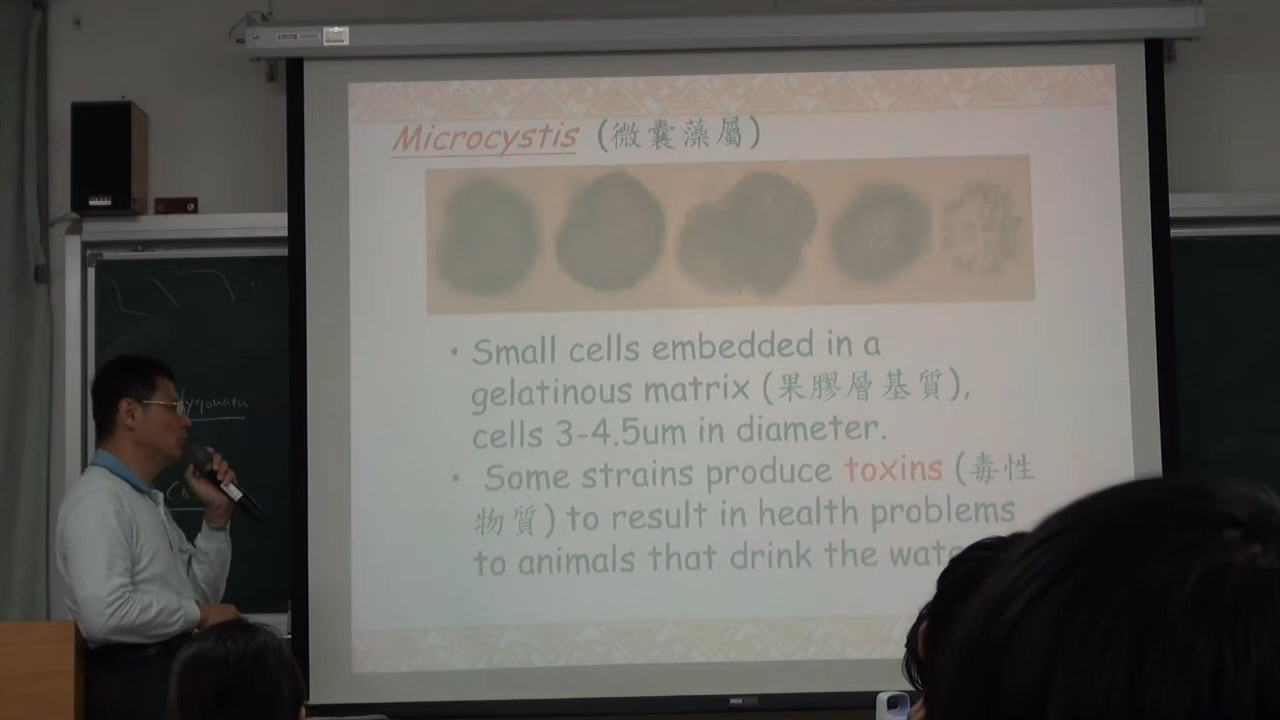 Microcystis (微囊藻屬)
• Small cells embedded in a
gelatinous matrix (果膠層基質),
cells 3-4.5um in diameter.
• Some strains produce toxins (毒性
物質) to result in health problems
to animals that drink the wate